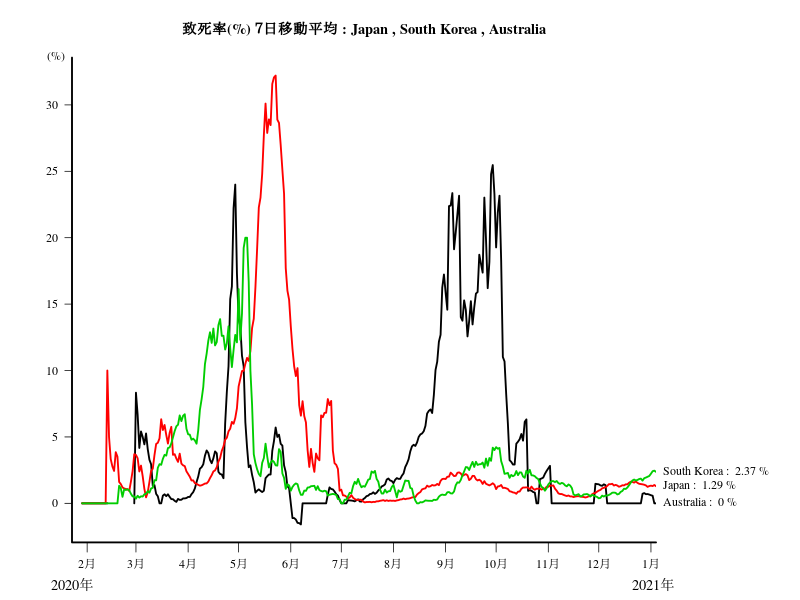 致死率(%) 7日移動平均 : Japan , South Korea , Australia
(%)
30
25
20
15
10
5
0
South Korea : 2.37 %
Japan : 1.29 %
Australia : 0 %
2月 3月 4月 5月 6月 7月 8月 9月 10月 11月 12月 1月
2020年 2021年